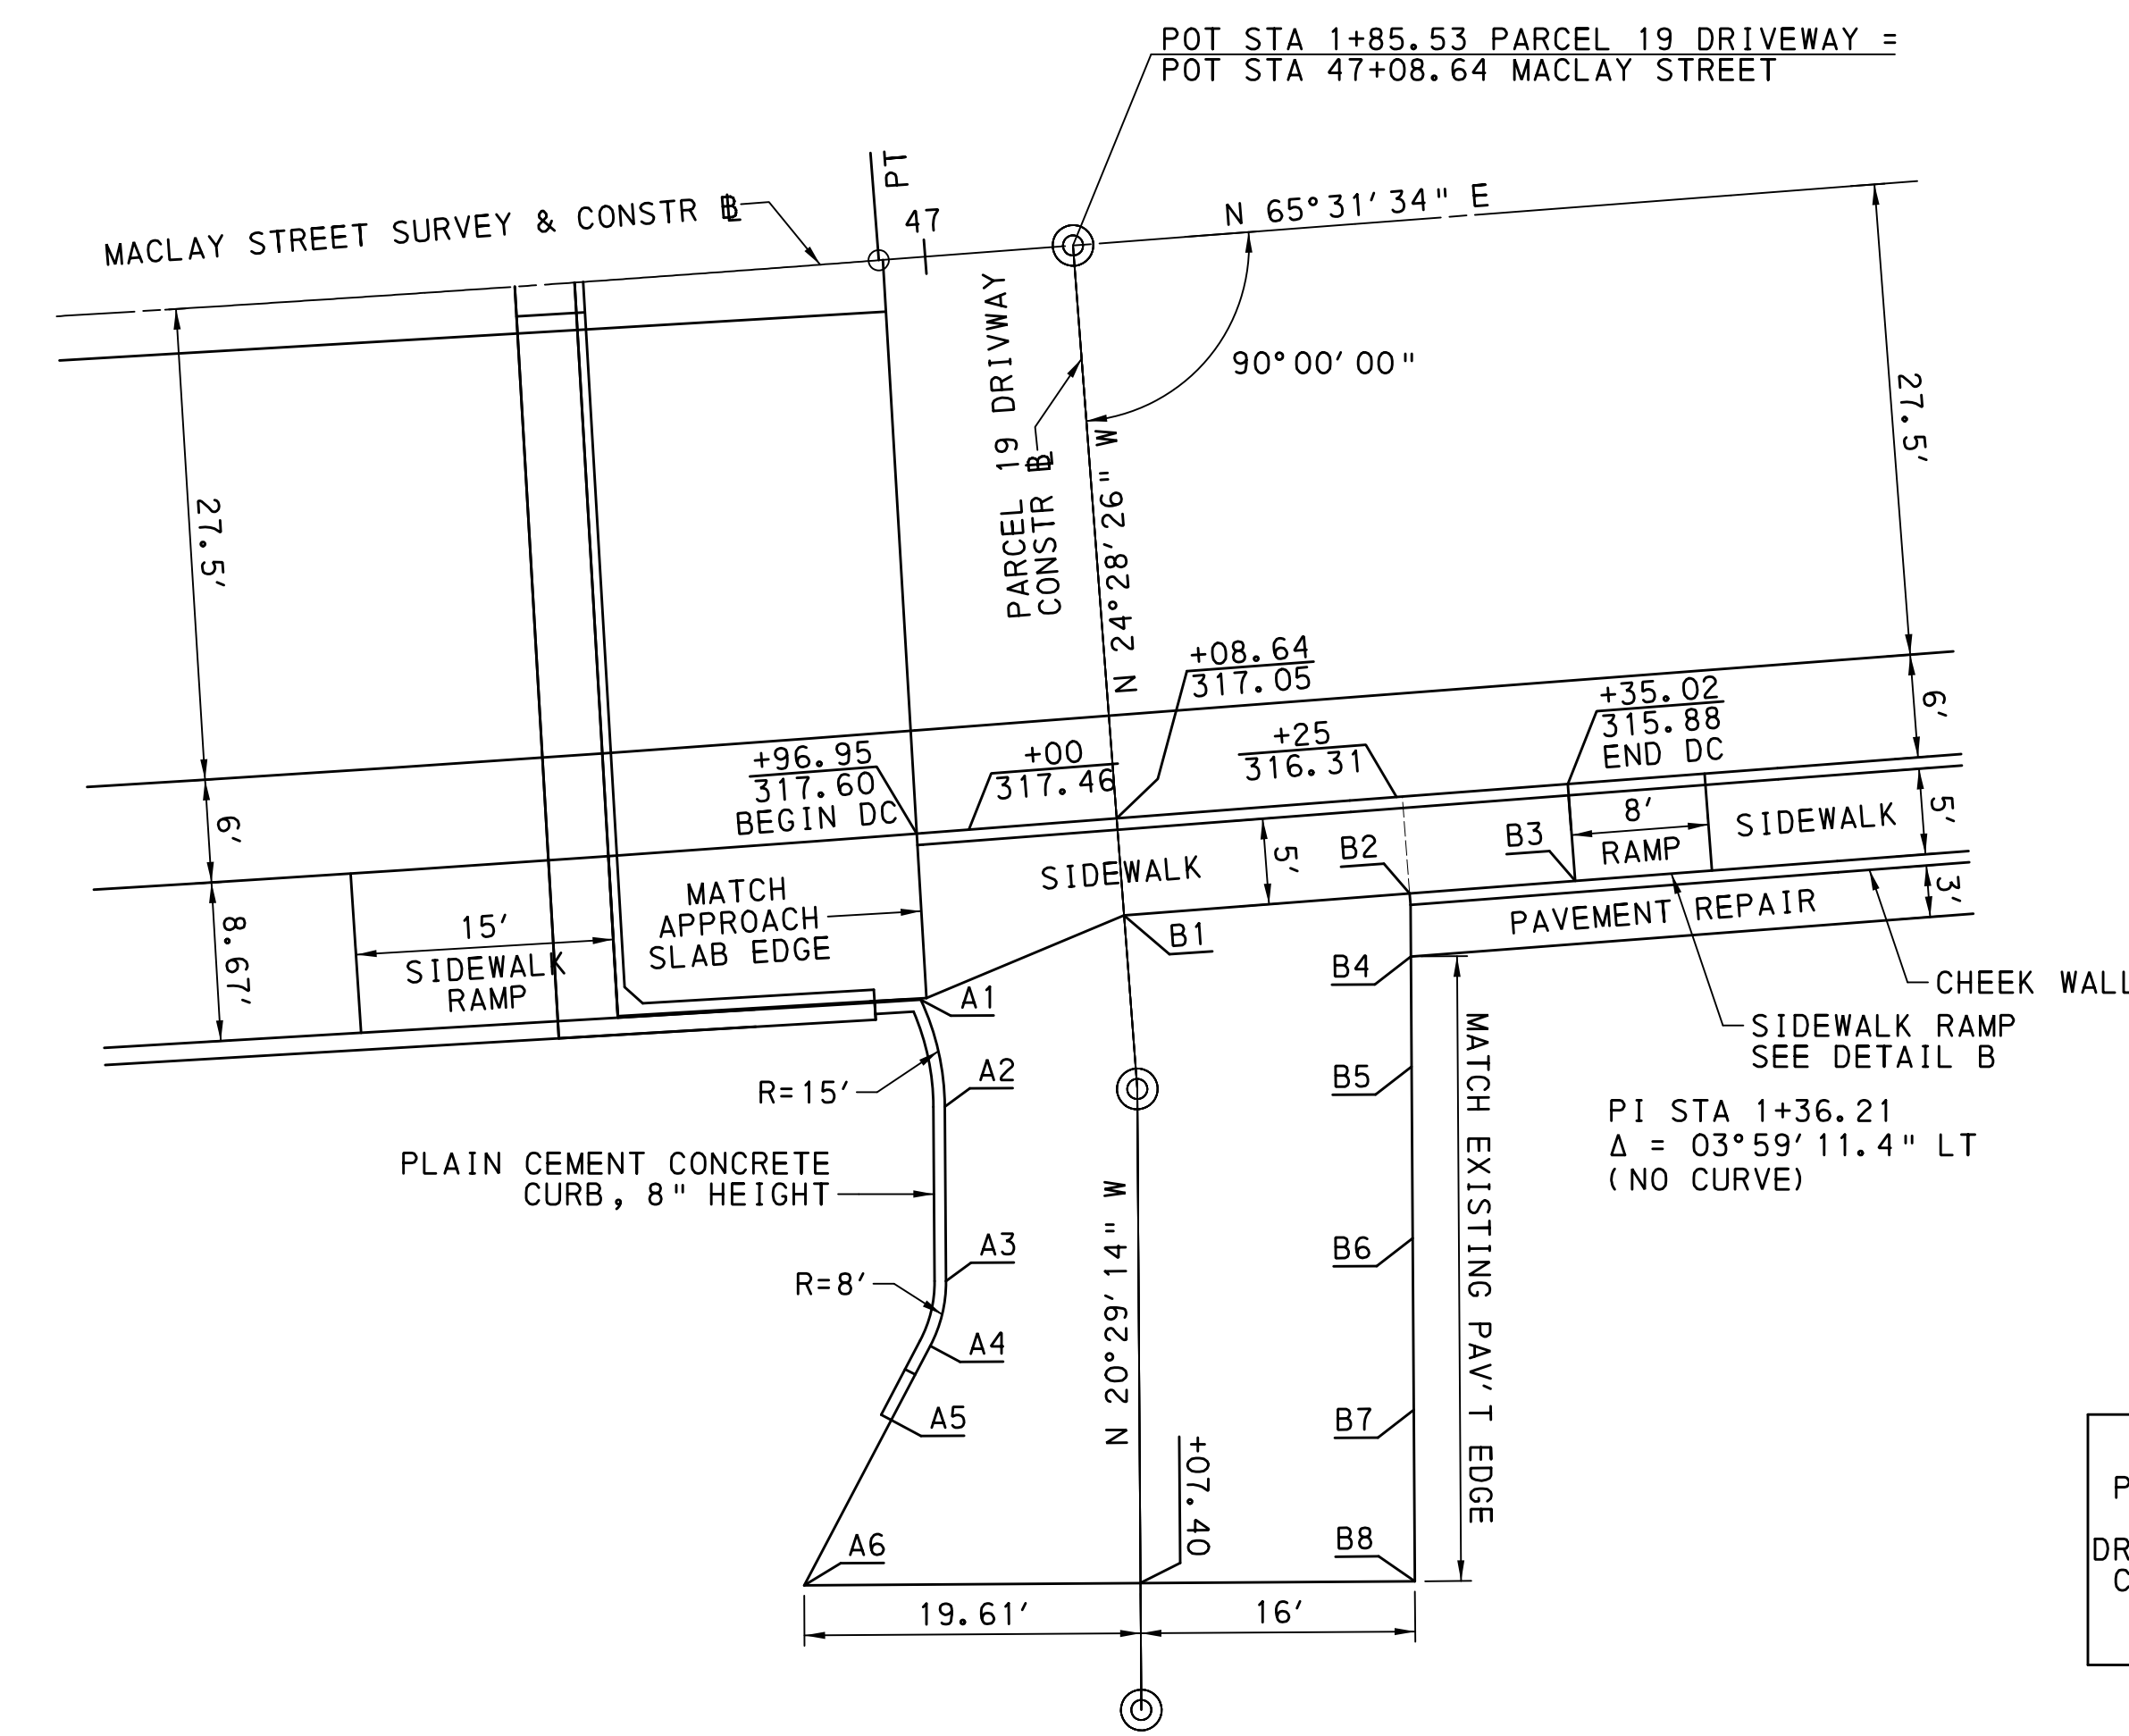 POT STA 1+85.53 PARCEL 19 DRIVEWAY =
POT STA 47+08.64 MACLAY STREET
PT
47
N 65°31'34" E
MACLAY STREET SURVEY & CONSTR ⅊
90°00'00"
PARCEL 19 DRIVWAY
CONSTR ⅊
N 24°28'26" W
27.5'
27.5'
+08.64
317.05
+35.02
315.88
END DC
6'
+25
316.31
+96.95
317.60
BEGIN DC
+00
317.46
6'
8'
RAMP
SIDEWALK
5'
B3
B2
5'
SIDEWALK
MATCH
APPROACH
SLAB EDGE
15'
SIDEWALK
RAMP
8.67'
B1
PAVEMENT REPAIR
3'
B4
CHEEK WALL
A1
SIDEWALK RAMP
SEE DETAIL B
R=15'
A2
B5
MATCH EXISTING PAV'T EDGE
PI STA 1+36.21
Δ = 03°59'11.4" LT
(NO CURVE)
PLAIN CEMENT CONCRETE
CURB, 8" HEIGHT
N 20°29'14" W
A3
B6
R=8'
A4
A5
B7
+07.40
A6
B8
19.61'
16'
P
DR
C